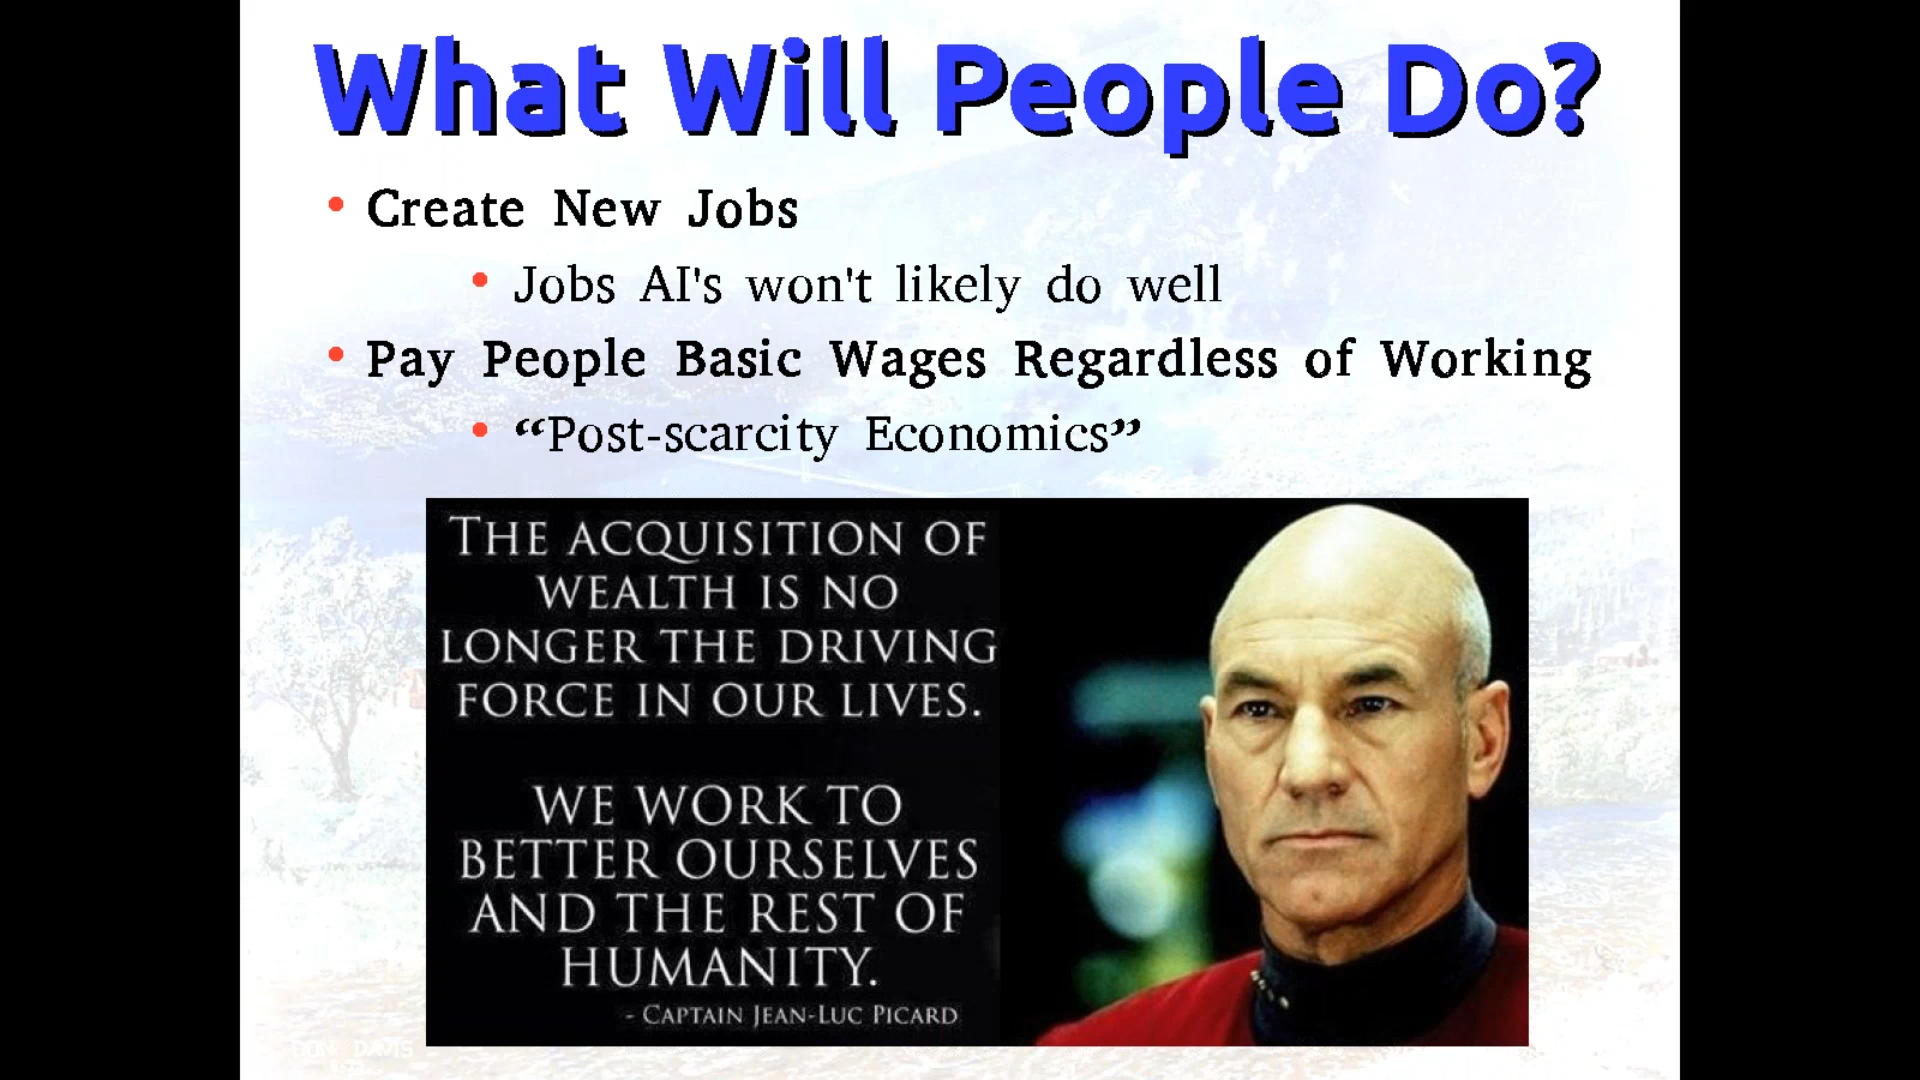 What Will People Do?
• Create New Jobs
• Jobs AI's won't likely do well
• Pay People Basic Wages Regardless of Working
• “Post-scarcity Economics”
THE ACQUISITION OF
WEALTH IS NO
LONGER THE DRIVING
FORCE IN OUR LIVES.
WE WORK TO
BETTER OURSELVES
AND THE REST OF
HUMANITY.
- CAPTAIN JEAN-LUC PICARD
DON DAVIS